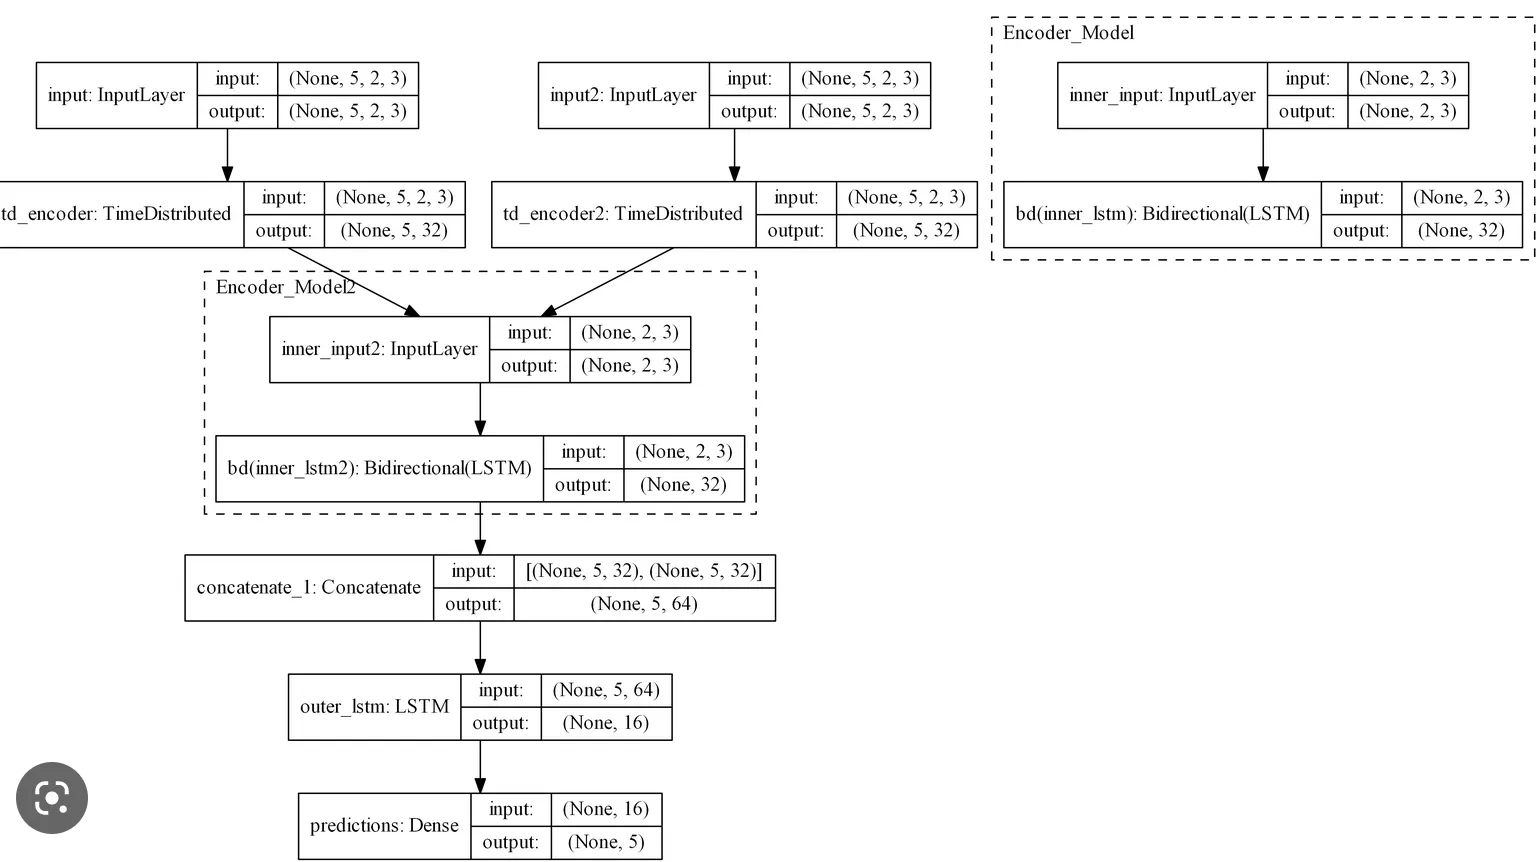 Encoder_Model
input: InputLayer
input: (None, 5, 2, 3)
output: (None, 5, 2, 3)
input2: InputLayer
input: (None, 5, 2, 3)
output: (None, 5, 2, 3)
inner_input: InputLayer
input: (None, 2, 3)
output: (None, 2, 3)
td_encoder: TimeDistributed
input: (None, 5, 2, 3)
output: (None, 5, 32)
td_encoder2: TimeDistributed
input: (None, 5, 2, 3)
output: (None, 5, 32)
bd(inner_lstm): Bidirectional(LSTM)
input: (None, 2, 3)
output: (None, 32)
Encoder_Model2
inner_input2: InputLayer
input: (None, 2, 3)
output: (None, 2, 3)
bd(inner_lstm2): Bidirectional(LSTM)
input: (None, 2, 3)
output: (None, 32)
concatenate_1: Concatenate
input: [(None, 5, 32), (None, 5, 32)]
output: (None, 5, 64)
outer_lstm: LSTM
input: (None, 5, 64)
output: (None, 16)
predictions: Dense
input: (None, 16)
output: (None, 5)